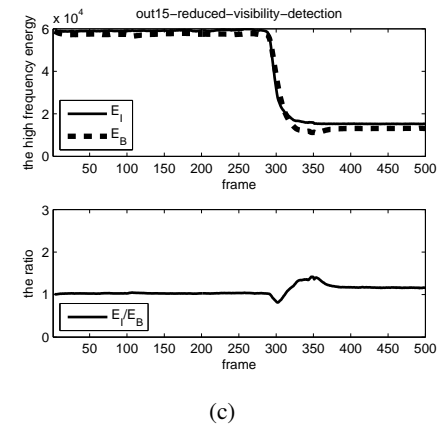 out15-reduced-visibility-detection
x 10⁴
6
4
2
0
the high frequency energy
E_I
E_B
50 100 150 200 250 300 350 400 450 500
frame
3
2
1
0
the ratio
E_I/E_B
50 100 150 200 250 300 350 400 450 500
frame
(c)